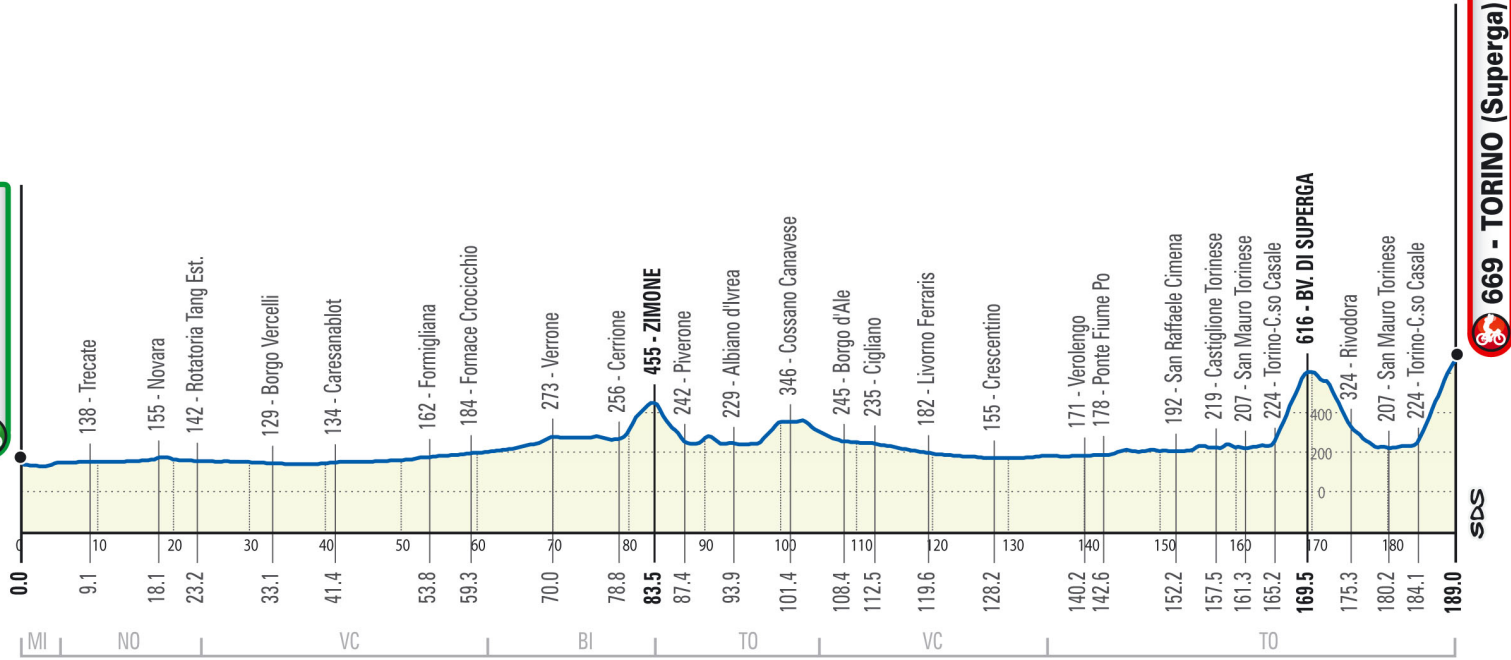 138 - Trecate
155 - Novara
142 - Rotatoria Tang Est.
129 - Borgo Vercelli
134 - Caresanablot
162 - Formigliana
184 - Fornace Crocicchio
273 - Verrone
256 - Cerrione
455 - ZIMONE
242 - Piverone
229 - Albiano d'Ivrea
346 - Cossano Canavese
245 - Borgo d'Ale
235 - Cigliano
182 - Livorno Ferraris
155 - Crescentino
171 - Verolengo
178 - Ponte Fiume Po
192 - San Raffaele Cimena
219 - Castiglione Torinese
207 - San Mauro Torinese
224 - Torino-C.so Casale
616 - BV. DI SUPERGA
324 - Rivodora
207 - San Mauro Torinese
224 - Torino-C.so Casale
669 - TORINO (Superga)
400
200
0
SDS
0 10 20 30 40 50 60 70 80 90 100 110 120 130 140 150 160 170 180
0.0 9.1 18.1 23.2 33.1 41.4 53.8 59.3 70.0 78.8 83.5 87.4 93.9 101.4 108.4 112.5 119.6 128.2 140.2 142.6 152.2 157.5 161.3 165.2 169.5 175.3 180.2 184.1 189.0
MI NO VC BI TO VC TO